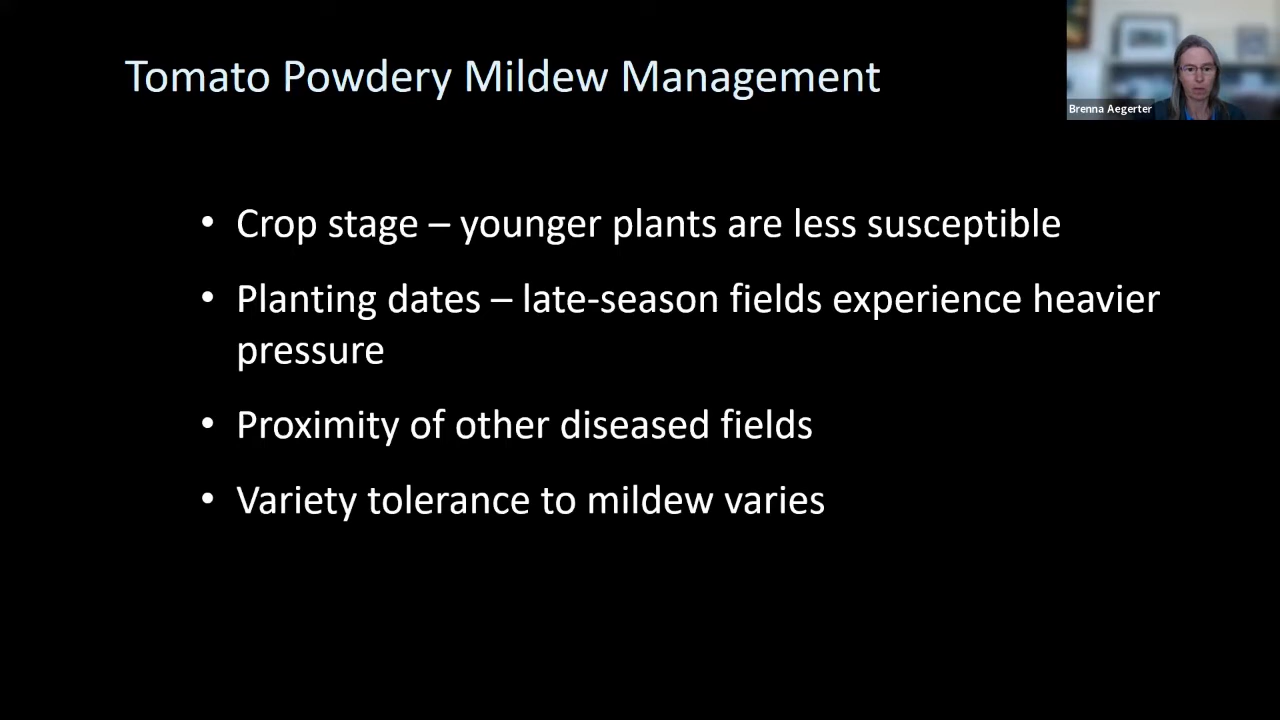 Tomato Powdery Mildew Management
Brenna Aegerter
• Crop stage – younger plants are less susceptible
• Planting dates – late-season fields experience heavier
pressure
• Proximity of other diseased fields
• Variety tolerance to mildew varies